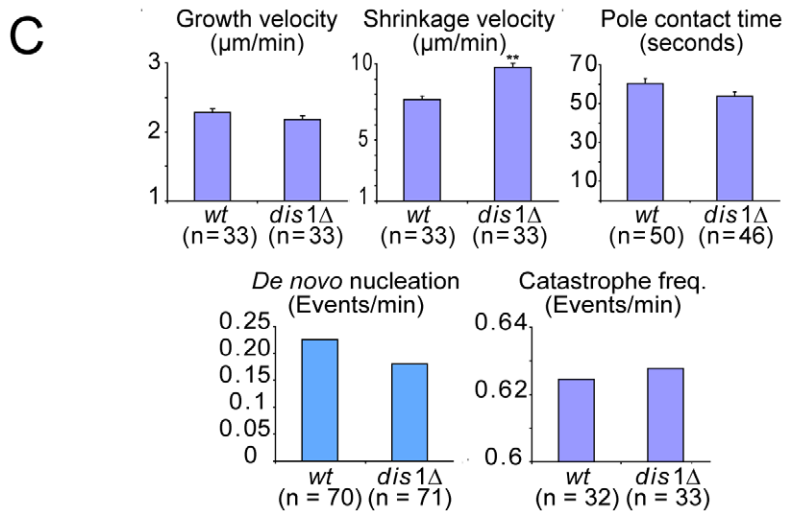 C
Growth velocity
(µm/min)
3
2
1
wt
dis1Δ
(n=33)
(n=33)
Shrinkage velocity
(µm/min)
**
10
5
1
wt
dis1Δ
(n=33)
(n=33)
Pole contact time
(seconds)
70
50
30
10
wt
dis1Δ
(n=50)
(n=46)
De novo nucleation
(Events/min)
0.25
0.20
0.15
0.1
0.05
0
wt
dis1Δ
(n = 70)
(n = 71)
Catastrophe freq.
(Events/min)
0.64
0.62
0.6
wt
dis1Δ
(n = 32)
(n = 33)